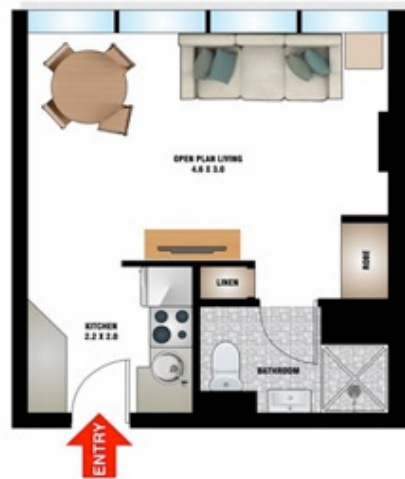 OPEN PLAN LIVING
4.6 X 3.0
ROBE
LINEN
KITCHEN
2.2 X 2.0
BATHROOM
ENTRY